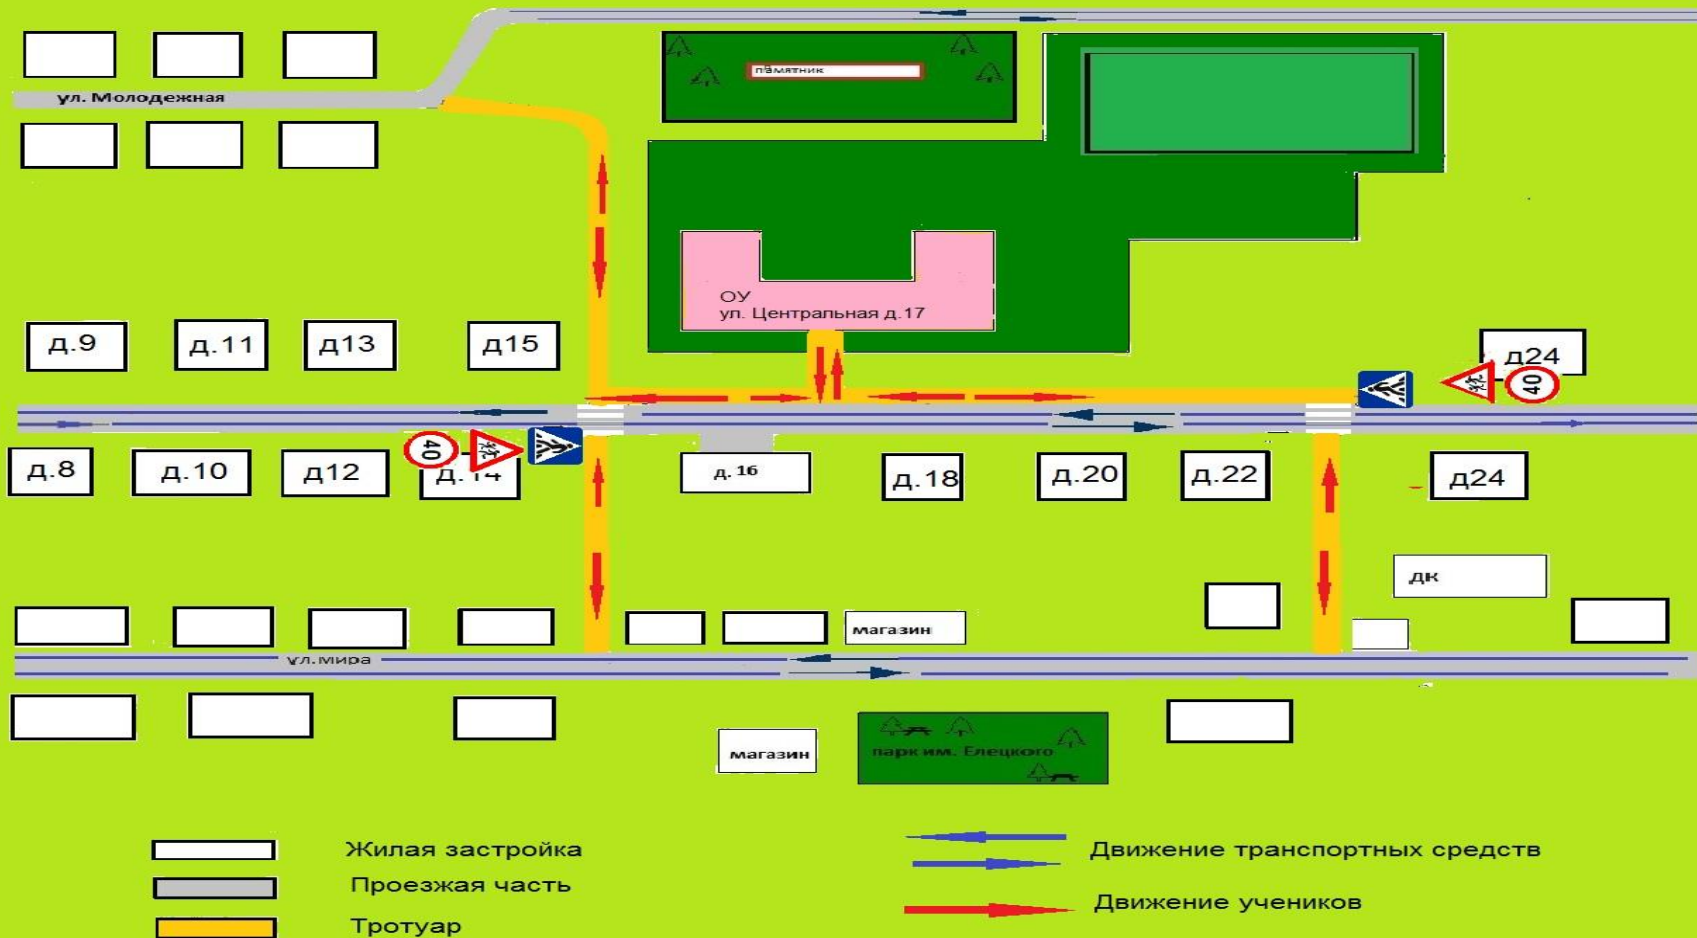 памятник
ул. Молодежная
ОУ
ул. Центральная д.17
д.9
д.11
д13
д15
д24
40
40
д.8
д.10
д12
д.14
д. 16
д.18
д.20
д.22
д24
дк
магазин
ул.мира
магазин
парк им. Елецкого
Жилая застройка
Проезжая часть
Тротуар
Движение транспортных средств
Движение учеников